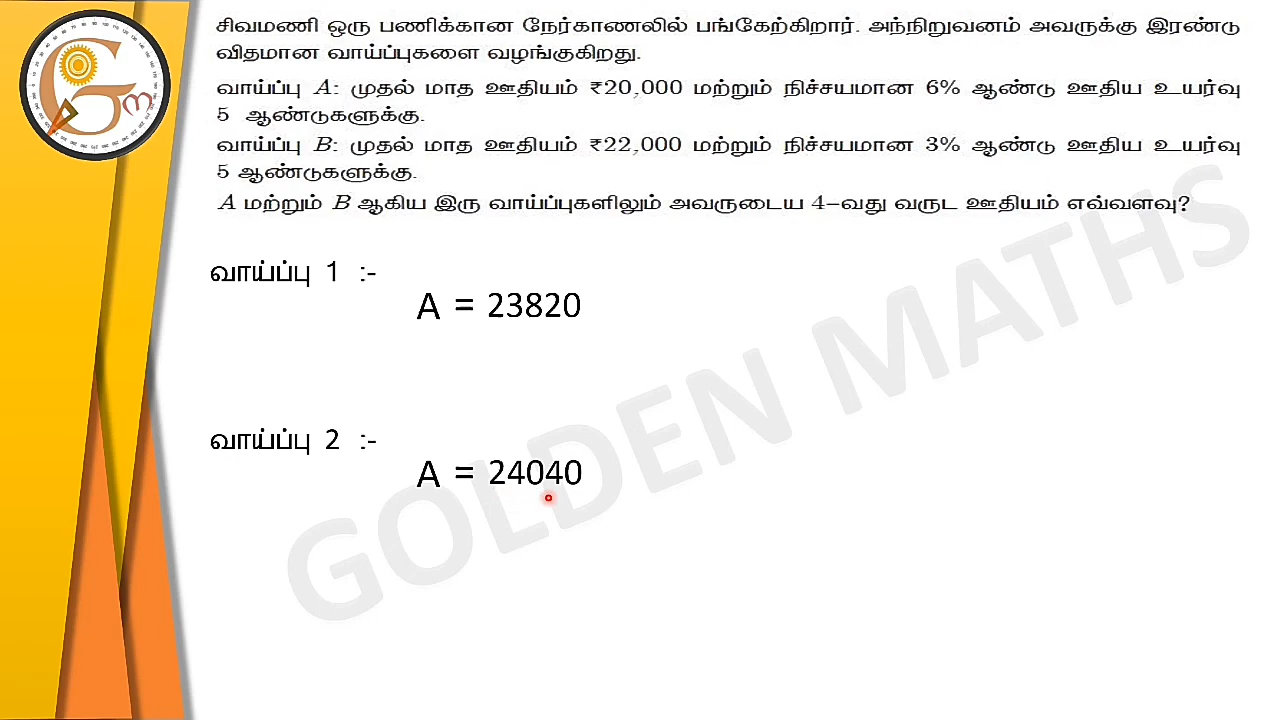 சிவமணி ஒரு பணிக்கான நேர்காணலில் பங்கேற்கிறார். அந்நிறுவனம் அவருக்கு இரண்டு
விதமான வாய்ப்புகளை வழங்குகிறது.
வாய்ப்பு A: முதல் மாத ஊதியம் ₹20,000 மற்றும் நிச்சயமான 6% ஆண்டு ஊதிய உயர்வு
5 ஆண்டுகளுக்கு.
வாய்ப்பு B: முதல் மாத ஊதியம் ₹22,000 மற்றும் நிச்சயமான 3% ஆண்டு ஊதிய உயர்வு
5 ஆண்டுகளுக்கு.
A மற்றும் B ஆகிய இரு வாய்ப்புகளிலும் அவருடைய 4-வது வருட ஊதியம் எவ்வளவு?
வாய்ப்பு 1 :-
A = 23820
வாய்ப்பு 2 :-
A = 24040
GOLDEN MATHS